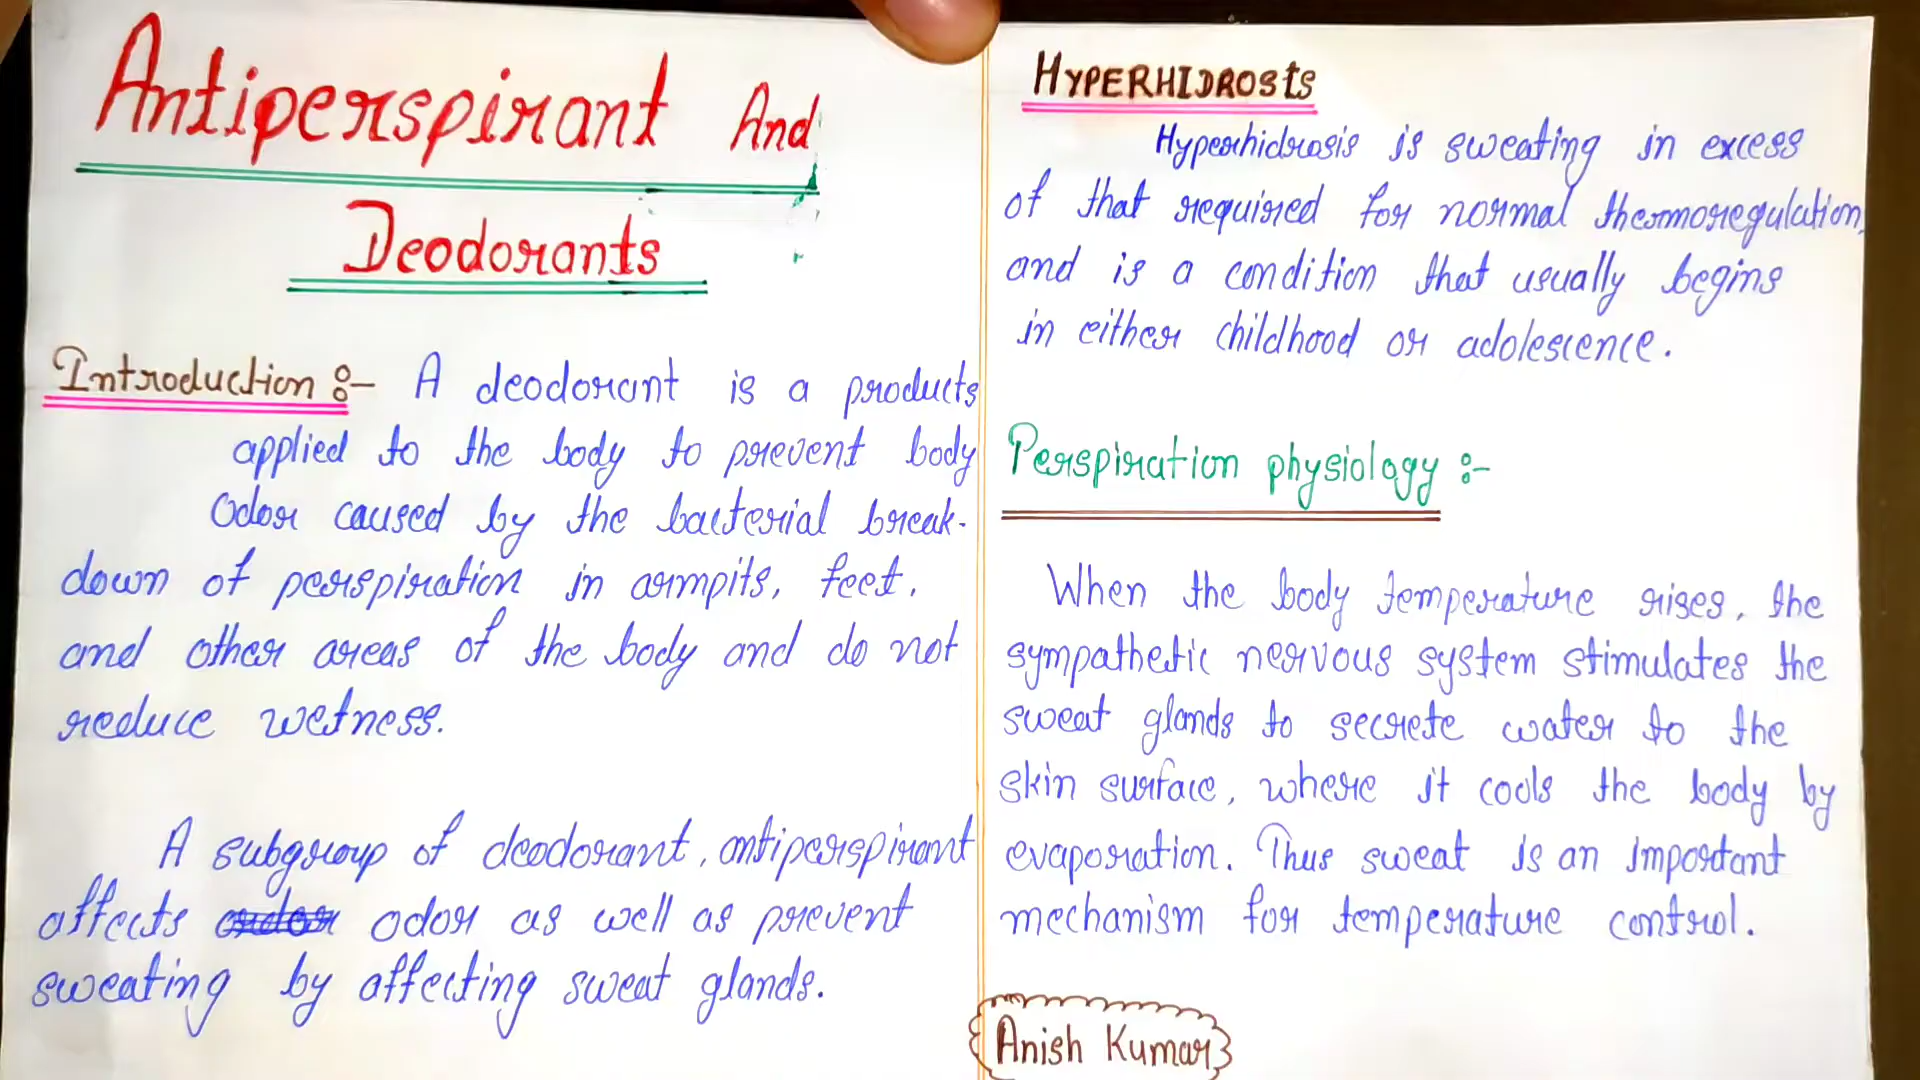 Antiperspirant And
Deodorants
Introduction :- A deodorant is a products
applied to the body to prevent body
Odor caused by the bacterial break-
down of perspiration in armpits, feet,
and other areas of the body and do not
reduce wetness.
A subgroup of deodorant, antiperspirant
affects odor as well as prevent
sweating by affecting sweat glands.
HYPERHIDROSIS
Hyperhidrosis is sweating in excess
of that required for normal thermoregulation,
and is a condition that usually begins
in either childhood or adolescence.
Perspiration physiology :-
When the body temperature rises, the
sympathetic nervous system stimulates the
sweat glands to secrete water to the
skin surface, where it cools the body by
evaporation. Thus sweat is an important
mechanism for temperature control.
Anish Kumar